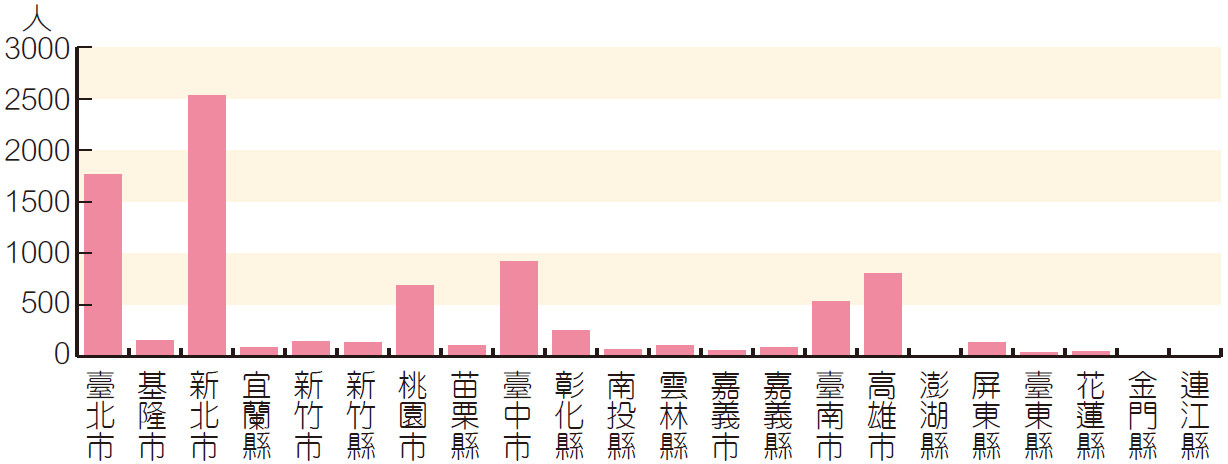 人
3000
2500
2000
1500
1000
500
0
臺北市
基隆市
新北市
宜蘭縣
新竹市
新竹縣
桃園市
苗栗縣
臺中市
彰化縣
南投縣
雲林縣
嘉義市
嘉義縣
臺南市
高雄市
澎湖縣
屏東縣
臺東縣
花蓮縣
金門縣
連江縣